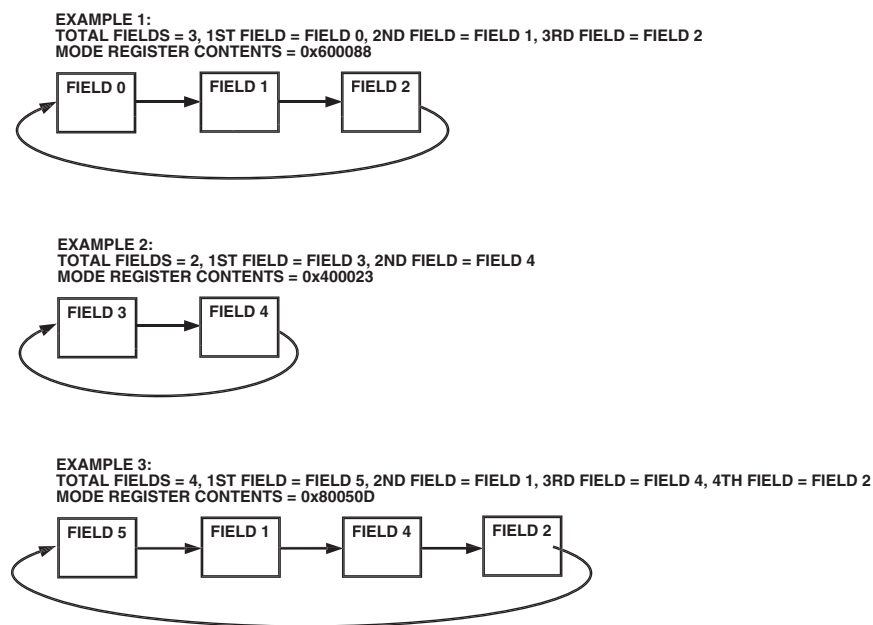 EXAMPLE 1:
TOTAL FIELDS = 3, 1ST FIELD = FIELD 0, 2ND FIELD = FIELD 1, 3RD FIELD = FIELD 2
MODE REGISTER CONTENTS = 0x600088
FIELD 0 FIELD 1 FIELD 2
EXAMPLE 2:
TOTAL FIELDS = 2, 1ST FIELD = FIELD 3, 2ND FIELD = FIELD 4
MODE REGISTER CONTENTS = 0x400023
FIELD 3 FIELD 4
EXAMPLE 3:
TOTAL FIELDS = 4, 1ST FIELD = FIELD 5, 2ND FIELD = FIELD 1, 3RD FIELD = FIELD 4, 4TH FIELD = FIELD 2
MODE REGISTER CONTENTS = 0x80050D
FIELD 5 FIELD 1 FIELD 4 FIELD 2